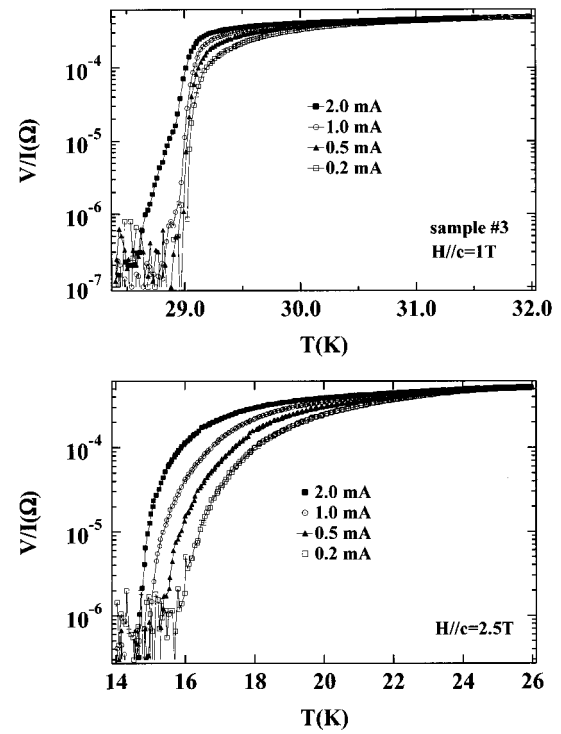 10⁻⁴
10⁻⁵
10⁻⁶
10⁻⁷
V/I(Ω)
2.0 mA
1.0 mA
0.5 mA
0.2 mA
sample #3
H//c=1T
29.0 30.0 31.0 32.0
T(K)
10⁻⁴
10⁻⁵
10⁻⁶
V/I(Ω)
2.0 mA
1.0 mA
0.5 mA
0.2 mA
H//c=2.5T
14 16 18 20 22 24 26
T(K)